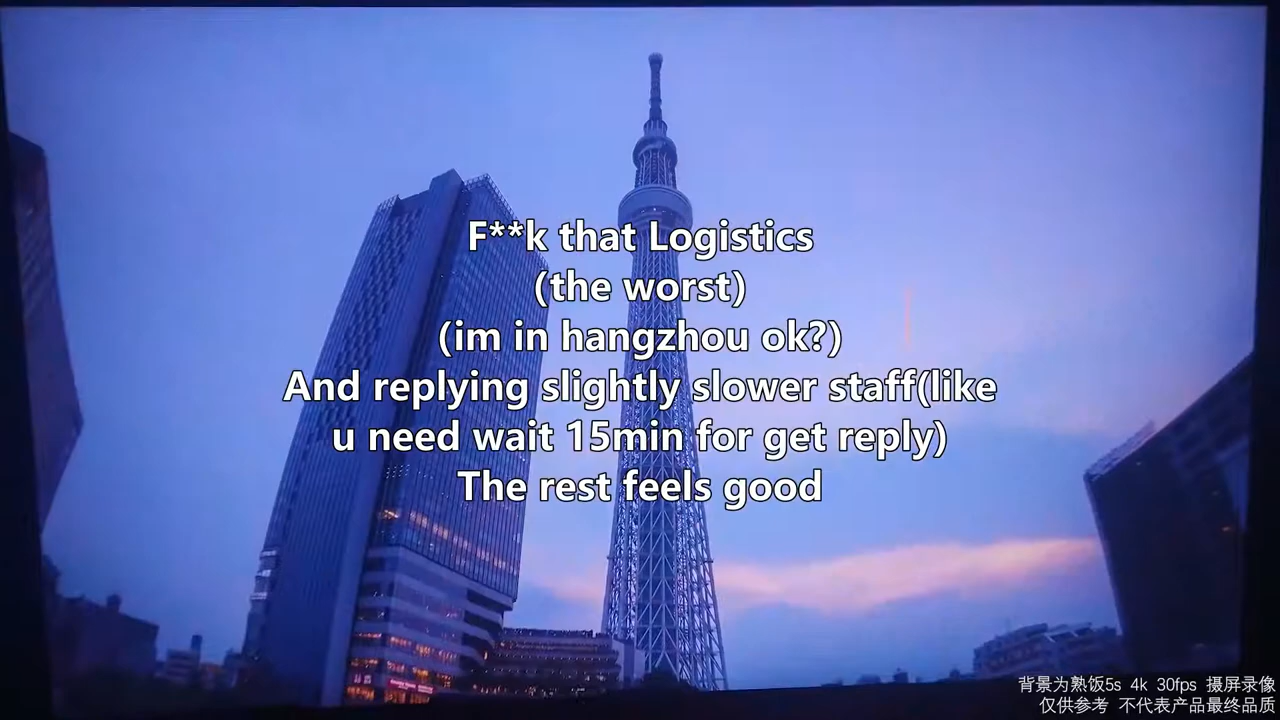 F**k that Logistics
(the worst)
(im in hangzhou ok?)
And replying slightly slower staff(like
u need wait 15min for get reply)
The rest feels good
背景为熟饭5s 4k 30fps 摄屏录像
仅供参考 不代表产品最终品质